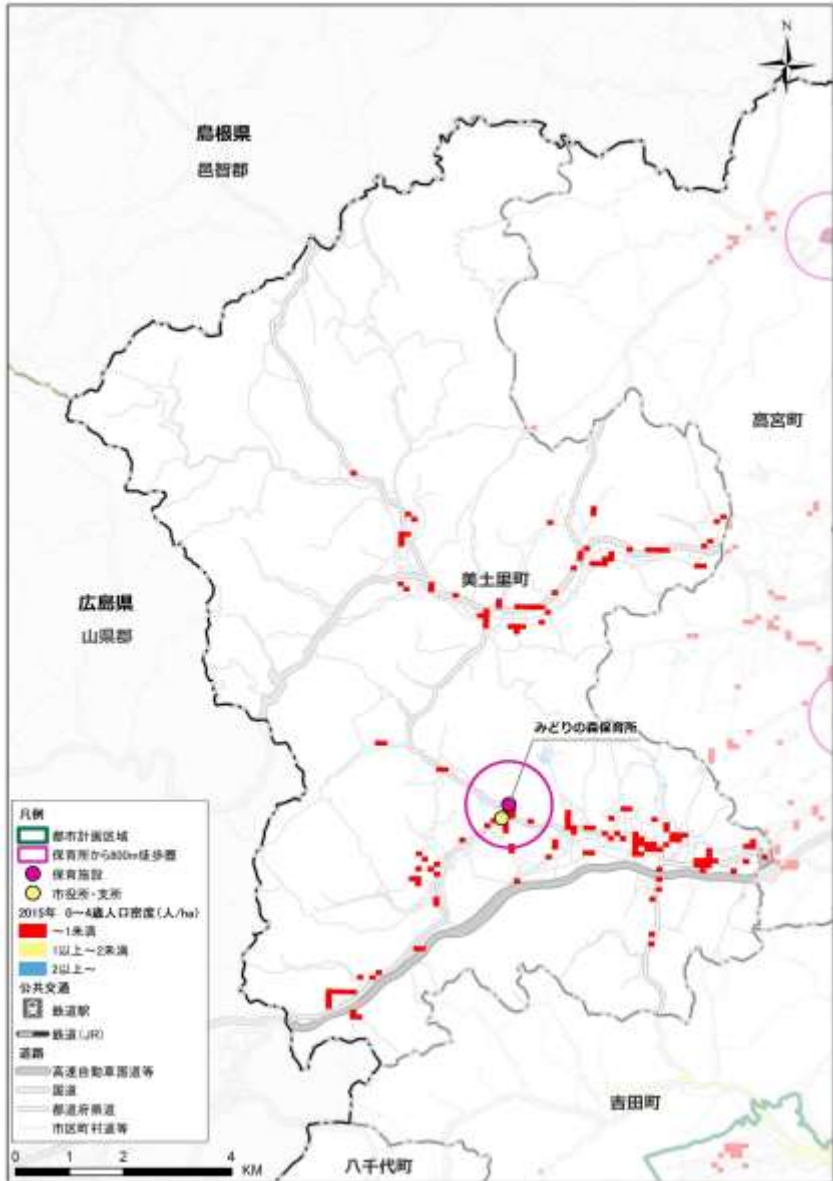 N
島根県
邑智郡
高宮町
美土里町
広島県
山県郡
みどりの森保育所
凡例
都市計画区域
保育所から800m徒歩圏
保育施設
市役所・支所
2015年 0～4歳人口密度(人/ha)
～1未満
1以上～2未満
2以上～
公共交通
鉄道駅
鉄道(JR)
道路
高速自動車国道等
国道
都道府県道
市区町村道等
吉田町
八千代町
0 1 2 4
KM